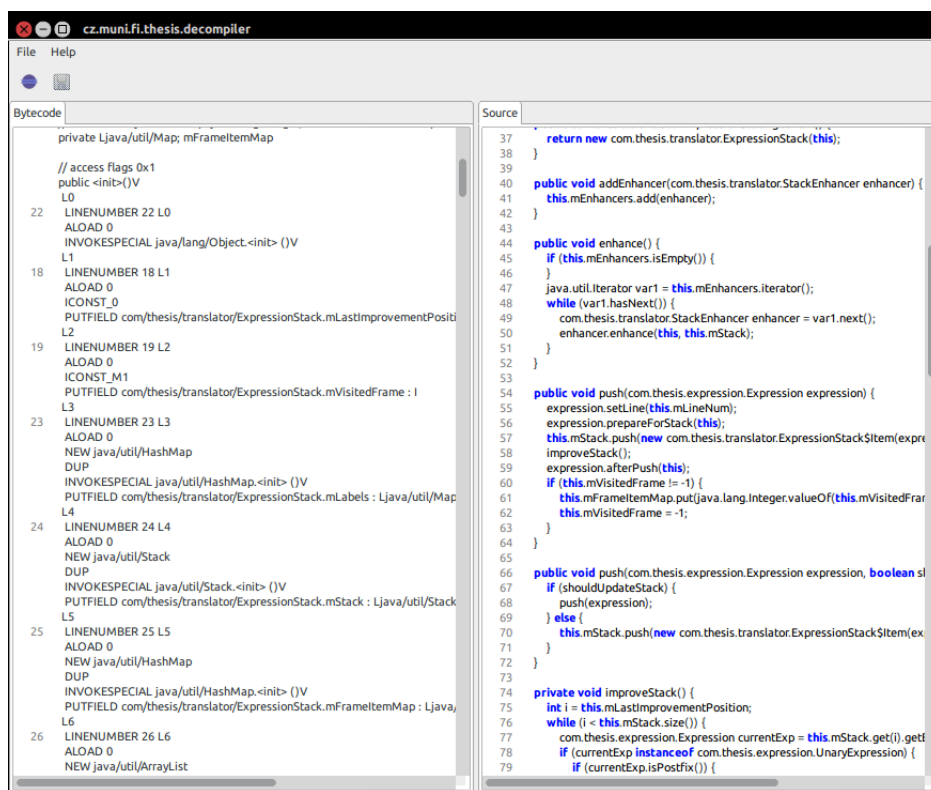 cz.muni.fi.thesis.decompiler
File Help
Bytecode
private Ljava/util/Map; mFrameItemMap
// access flags 0x1
public <init>()V
L0
22 LINENUMBER 22 L0
ALOAD 0
INVOKESPECIAL java/lang/Object.<init> ()V
L1
18 LINENUMBER 18 L1
ALOAD 0
ICONST_0
PUTFIELD com/thesis/translator/ExpressionStack.mLastImprovementPositi
L2
19 LINENUMBER 19 L2
ALOAD 0
ICONST_M1
PUTFIELD com/thesis/translator/ExpressionStack.mVisitedFrame : I
L3
23 LINENUMBER 23 L3
ALOAD 0
NEW java/util/HashMap
DUP
INVOKESPECIAL java/util/HashMap.<init> ()V
PUTFIELD com/thesis/translator/ExpressionStack.mLabels : Ljava/util/Map
L4
24 LINENUMBER 24 L4
ALOAD 0
NEW java/util/Stack
DUP
INVOKESPECIAL java/util/Stack.<init> ()V
PUTFIELD com/thesis/translator/ExpressionStack.mStack : Ljava/util/Stack
L5
25 LINENUMBER 25 L5
ALOAD 0
NEW java/util/HashMap
DUP
INVOKESPECIAL java/util/HashMap.<init> ()V
PUTFIELD com/thesis/translator/ExpressionStack.mFrameItemMap : Ljava/
L6
26 LINENUMBER 26 L6
ALOAD 0
NEW java/util/ArrayList
Source
37 return new com.thesis.translator.ExpressionStack(this);
38 }
39
40 public void addEnhancer(com.thesis.translator.StackEnhancer enhancer) {
41 this.mEnhancers.add(enhancer);
42 }
43
44 public void enhance() {
45 if (this.mEnhancers.isEmpty()) {
46 }
47 java.util.Iterator var1 = this.mEnhancers.iterator();
48 while (var1.hasNext()) {
49 com.thesis.translator.StackEnhancer enhancer = var1.next();
50 enhancer.enhance(this, this.mStack);
51 }
52 }
53
54 public void push(com.thesis.expression.Expression expression) {
55 expression.setLine(this.mLineNum);
56 expression.prepareForStack(this);
57 this.mStack.push(new com.thesis.translator.ExpressionStack$Item(expre
58 improveStack();
59 expression.afterPush(this);
60 if (this.mVisitedFrame != -1) {
61 this.mFrameItemMap.put(java.lang.Integer.valueOf(this.mVisitedFrar
62 this.mVisitedFrame = -1;
63 }
64 }
65
66 public void push(com.thesis.expression.Expression expression, boolean sl
67 if (shouldUpdateStack) {
68 push(expression);
69 } else {
70 this.mStack.push(new com.thesis.translator.ExpressionStack$Item(ex
71 }
72 }
73
74 private void improveStack() {
75 int i = this.mLastImprovementPosition;
76 while (i < this.mStack.size()) {
77 com.thesis.expression.Expression currentExp = this.mStack.get(i).getE
78 if (currentExp instanceof com.thesis.expression.UnaryExpression) {
79 if (currentExp.isPostfix()) {